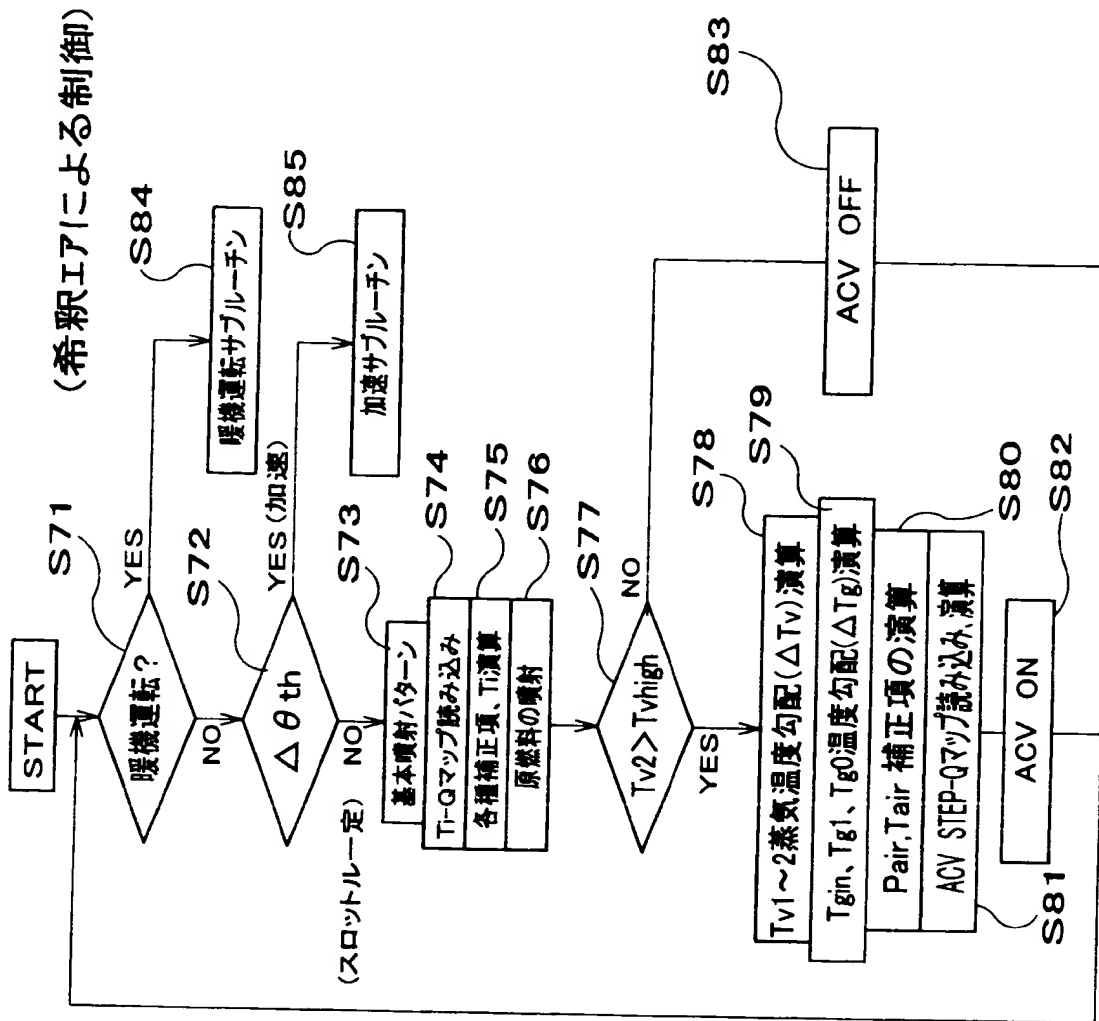 (希釈エアによる制御)
START
S71
暖機運転?
YES
S84
暖機運転サブルーチン
NO
S72
△θth
YES(加速)
S85
加速サブルーチン
(スロットル一定)
NO
S73
基本噴射パターン
S74
Ti-Qマップ読み込み
S75
各種補正項、Ti演算
S76
原燃料の噴射
S77
Tv2>Tvhigh
NO
S83
ACV OFF
YES
S78
Tv1~2蒸気温度勾配(△Tv)演算
S79
Tgin、Tg1、Tg0温度勾配(△Tg)演算
S80
Pair,Tair 補正項の演算
ACV STEP-Qマップ読み込み、演算
S81
S82
ACV ON